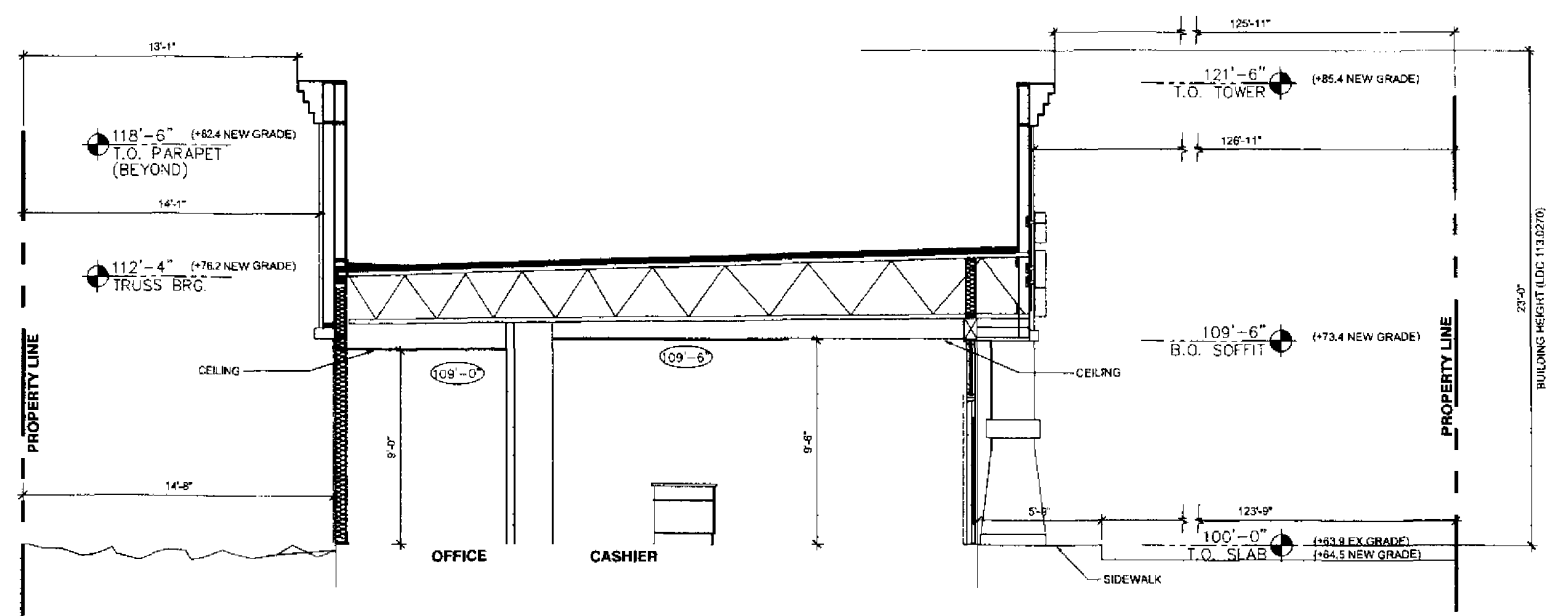 13'-1"
125'-11"
121'-6" (+85.4 NEW GRADE)
T.O. TOWER
118'-6" (+82.4 NEW GRADE)
T.O. PARAPET
(BEYOND)
126'-11"
14'-1"
112'-4" (+76.2 NEW GRADE)
TRUSS BRG.
PROPERTY LINE
CEILING
109'-0"
109'-6"
CEILING
109'-6" (+73.4 NEW GRADE)
B.O. SOFFIT
PROPERTY LINE
23'-0"
BUILDING HEIGHT (LDC 113.0270)
9'-0"
9'-6"
14'-8"
123'-9"
OFFICE
CASHIER
100'-0" (+63.9 EX.GRADE)
T.O. SLAB (+64.5 NEW GRADE)
SIDEWALK